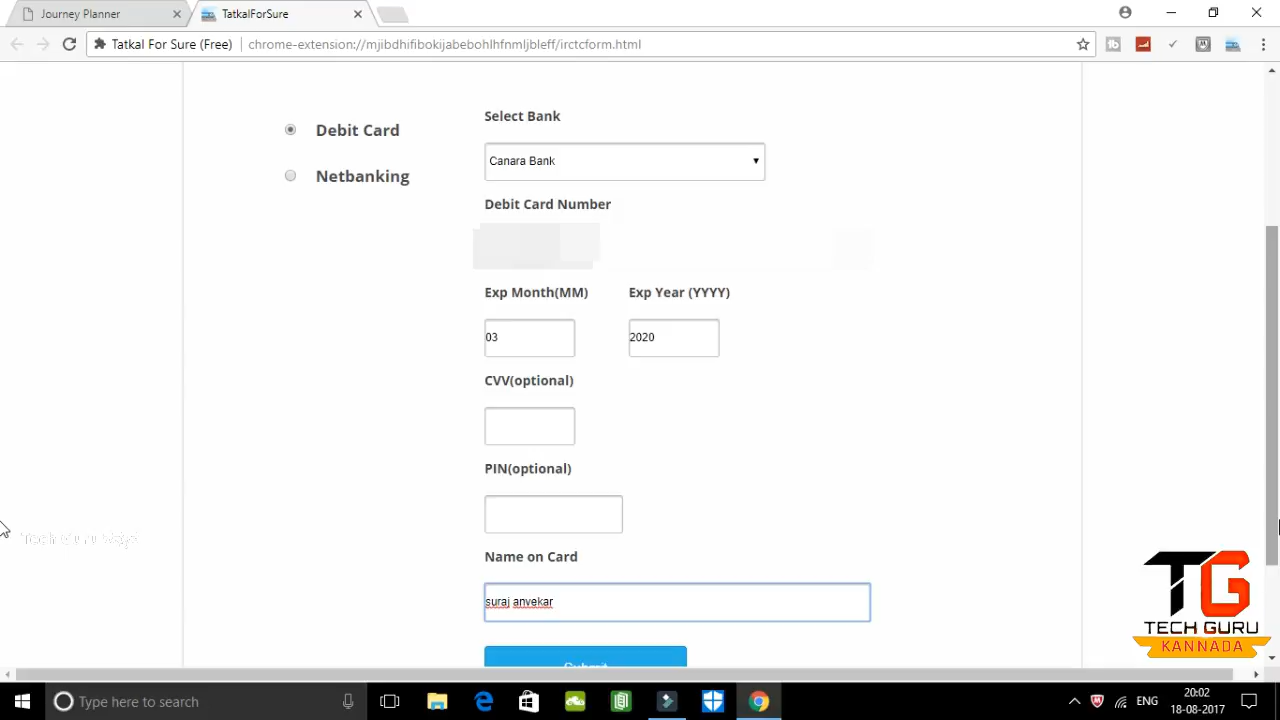 Journey Planner
TatkalForSure
Tatkal For Sure (Free)
chrome-extension://mjibdhifibokijabebohlhfnmljbleff/irctcform.html
Select Bank
Debit Card
Canara Bank
Netbanking
Debit Card Number
Exp Month(MM) Exp Year (YYYY)
03 2020
CVV(optional)
PIN(optional)
Name on Card
suraj anvekar
Submit
TG
TECH GURU
KANNADA
Type here to search
ENG
20:02
18-08-2017